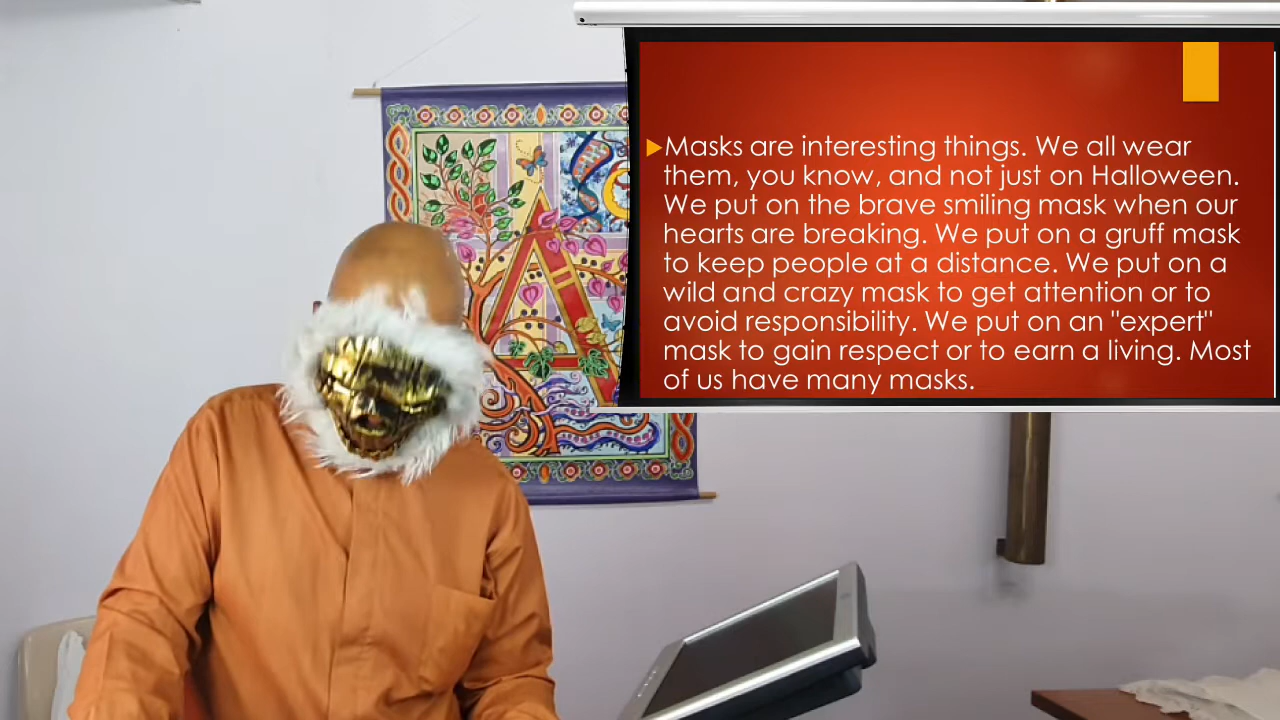 Masks are interesting things. We all wear
them, you know, and not just on Halloween.
We put on the brave smiling mask when our
hearts are breaking. We put on a gruff mask
to keep people at a distance. We put on a
wild and crazy mask to get attention or to
avoid responsibility. We put on an "expert"
mask to gain respect or to earn a living. Most
of us have many masks.